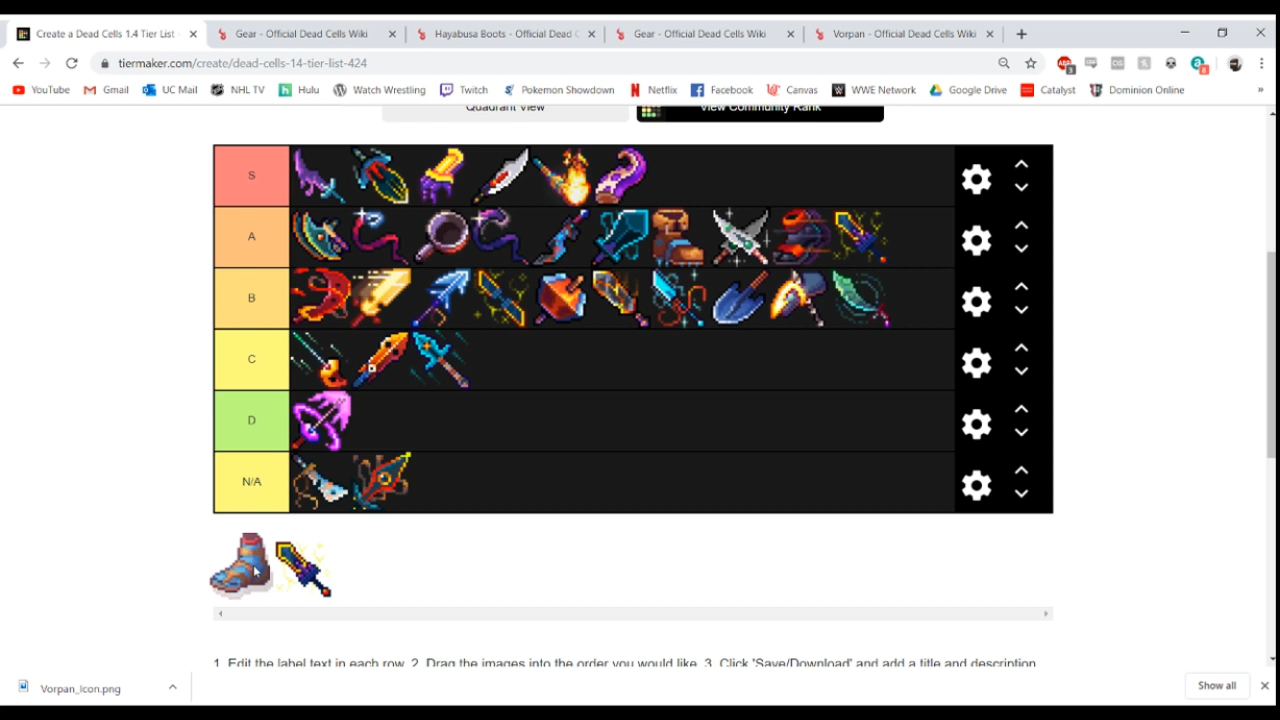 Create a Dead Cells 1.4 Tier List
Gear - Official Dead Cells Wiki
Hayabusa Boots - Official Dead C
Gear - Official Dead Cells Wiki
Vorpan - Official Dead Cells Wiki
tiermaker.com/create/dead-cells-14-tier-list-424
YouTube
Gmail
UC Mail
NHL TV
Hulu
Watch Wrestling
Twitch
Pokemon Showdown
Netflix
Facebook
Canvas
WWE Network
Google Drive
Catalyst
Dominion Online
Quadrant View
View Community Rank
S
A
B
C
D
N/A
1. Edit the label text in each row. 2. Drag the images into the order you would like. 3. Click 'Save/Download' and add a title and description.
Vorpan_Icon.png
Show all